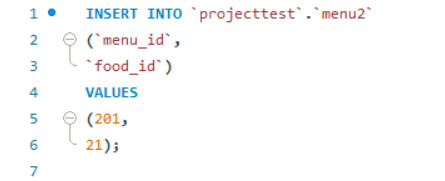 1 INSERT INTO `projecttest`.`menu2`
2 (`menu_id`,
3 `food_id`)
4 VALUES
5 (201,
6 21);
7